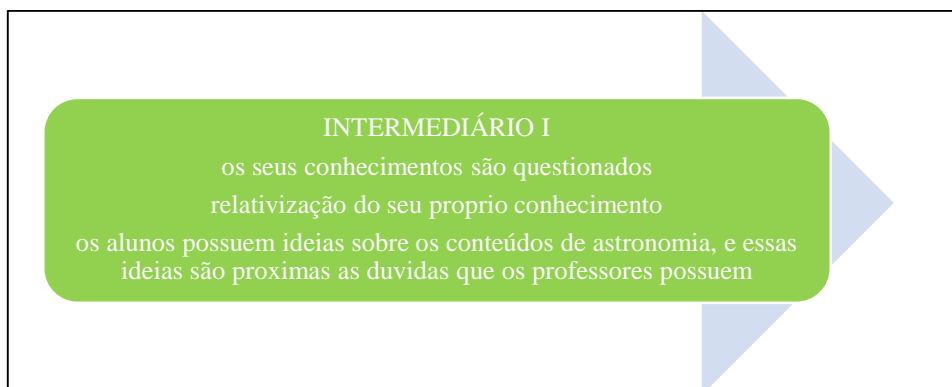 INTERMEDIÁRIO I
os seus conhecimentos são questionados
relativização do seu proprio conhecimento
os alunos possuem ideias sobre os conteúdos de astronomia, e essas
ideias são proximas as duvidas que os professores possuem